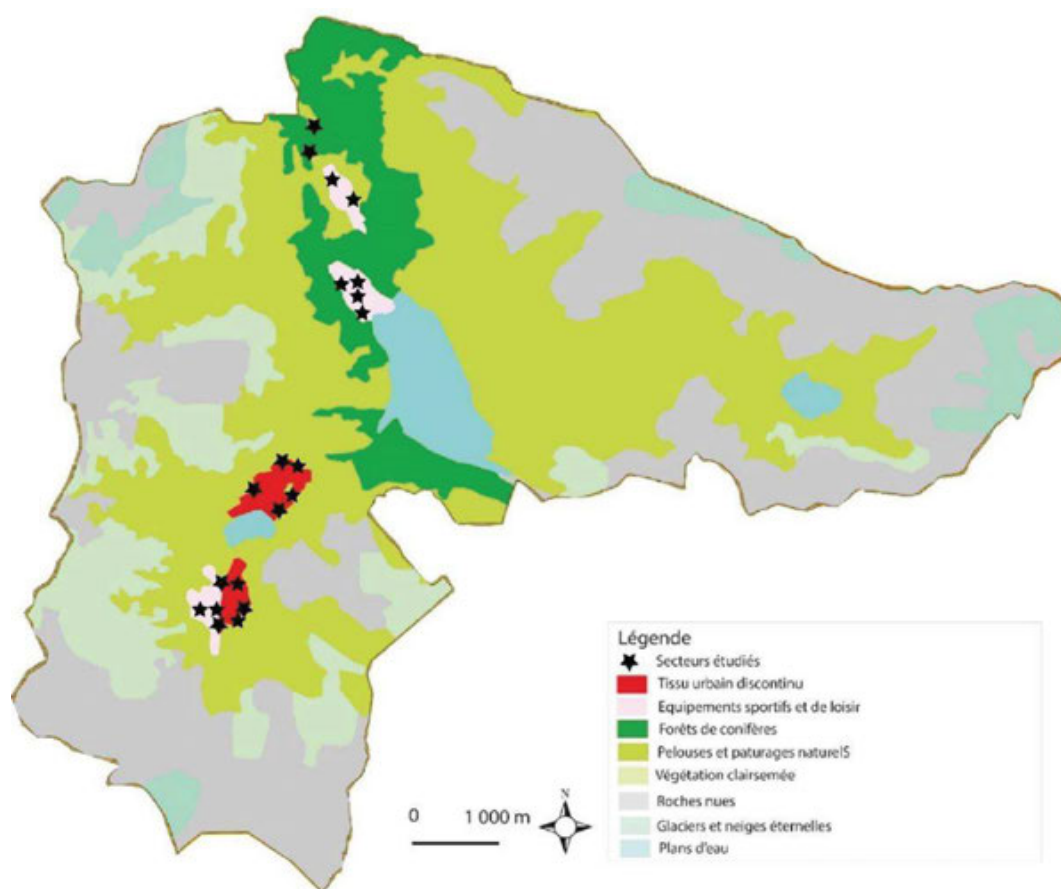 Légende
Secteurs étudiés
Tissu urbain discontinu
Equipements sportifs et de loisir
Forêts de conifères
Pelouses et paturages naturelS
Végétation clairsemée
Roches nues
Glaciers et neiges éternelles
Plans d'eau
0 1 000 m
N